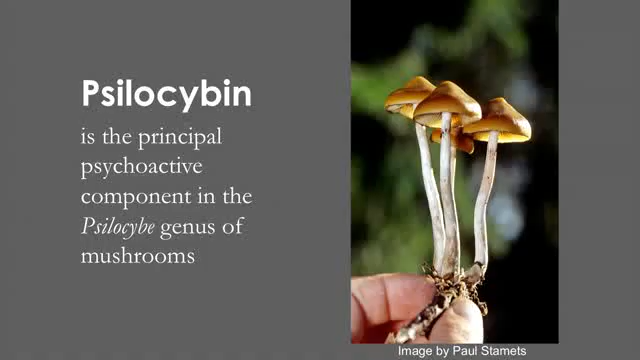 Psilocybin
is the principal
psychoactive
component in the
Psilocybe genus of
mushrooms
Image by Paul Stamets